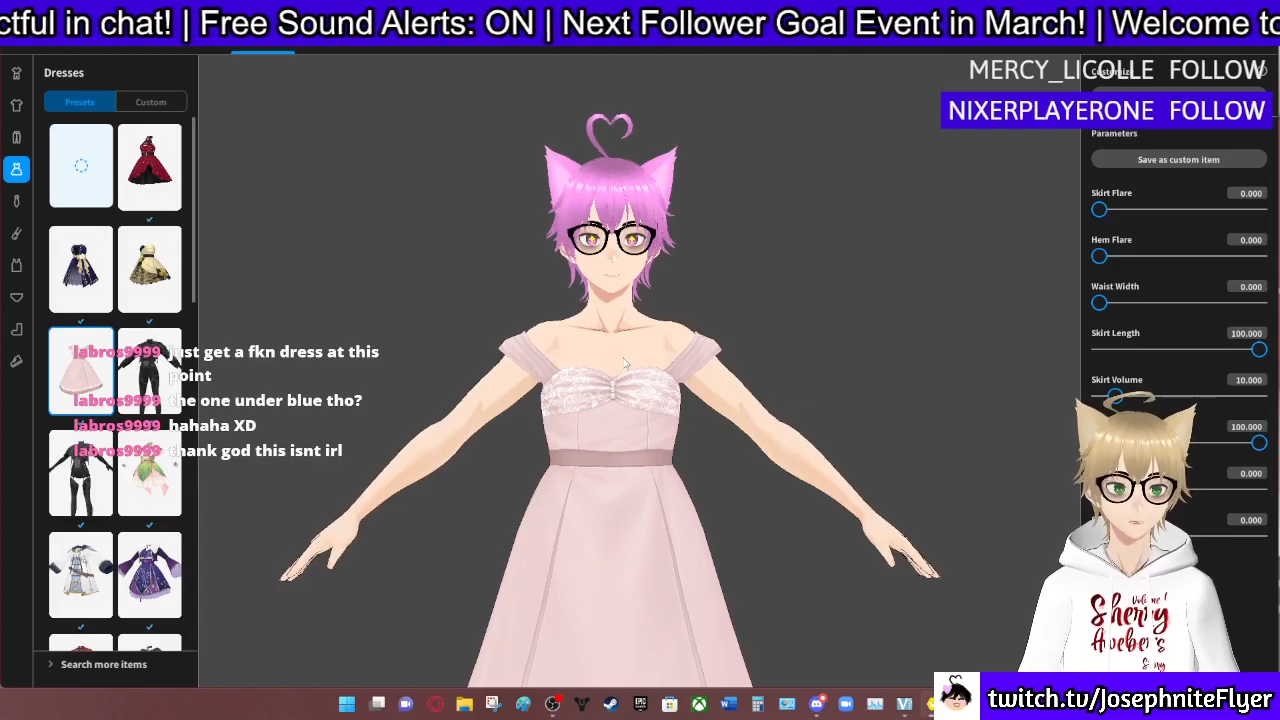 ctful in chat! | Free Sound Alerts: ON | Next Follower Goal Event in March! | Welcome to
MERCY_LICOLLE FOLLOW
NIXERPLAYERONE FOLLOW
Dresses
Presets
Custom
labros9999 just get a fkn dress at this
point
labros9999 the one under blue tho?
labros9999 hahaha XD
labros9999 thank god this isnt irl
Search more items
Parameters
Save as custom item
Skirt Flare 0.000
Hem Flare 0.000
Waist Width 0.000
Skirt Length 100.000
Skirt Volume 10.000
100.000
0.000
0.000
Sherry
twitch.tv/JosephniteFlyer